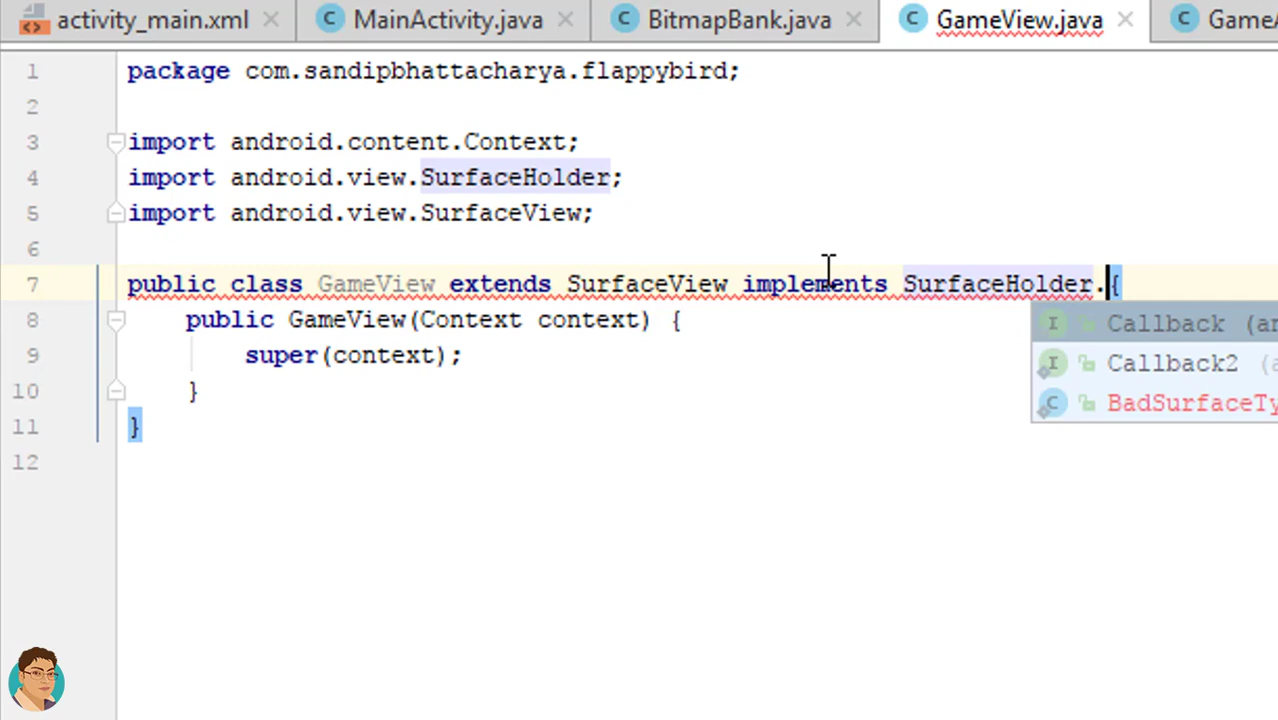 activity_main.xml MainActivity.java BitmapBank.java GameView.java
1 package com.sandipbhattacharya.flappybird;
2
3 import android.content.Context;
4 import android.view.SurfaceHolder;
5 import android.view.SurfaceView;
6
7 public class GameView extends SurfaceView implements SurfaceHolder.{
8 public GameView(Context context) {
I Callback
9 super(context);
I Callback2
10 }
C
11 }
12